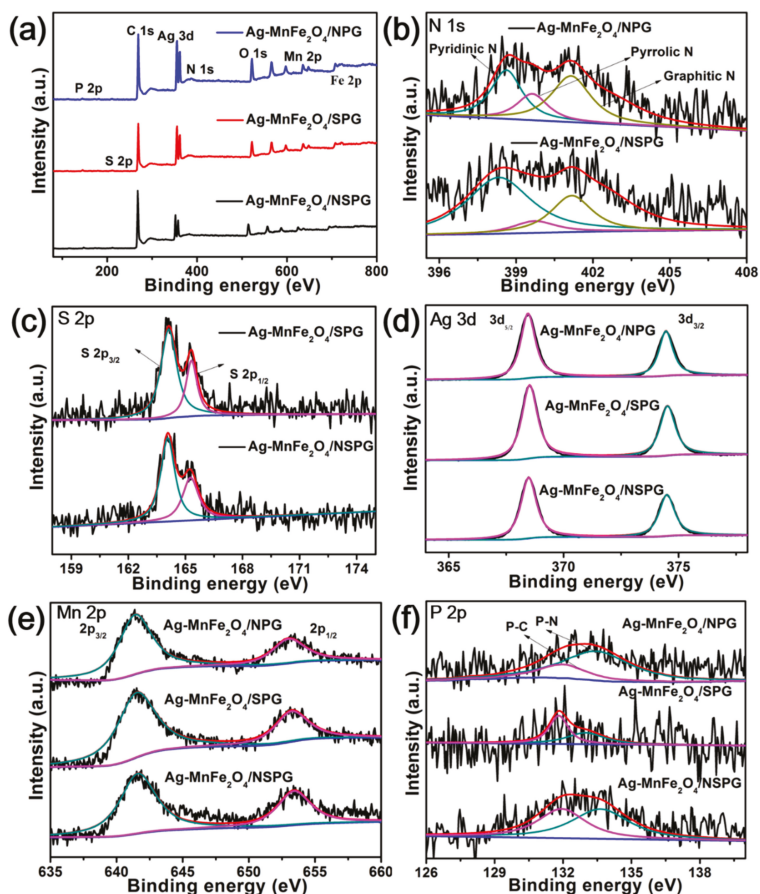 (a)
C 1s
Ag 3d
Ag-MnFe₂O₄/NPG
O 1s
N 1s
Mn 2p
P 2p
Fe 2p
Ag-MnFe₂O₄/SPG
S 2p
Ag-MnFe₂O₄/NSPG
Intensity (a.u.)
200 400 600 800
Binding energy (eV)
(b) N 1s
Ag-MnFe₂O₄/NPG
Pyridinic N
Pyrrolic N
Graphitic N
Ag-MnFe₂O₄/NSPG
Intensity (a.u.)
396 399 402 405 408
Binding energy (eV)
(c) S 2p
Ag-MnFe₂O₄/SPG
S 2p₃/₂
S 2p₁/₂
Ag-MnFe₂O₄/NSPG
Intensity (a.u.)
159 162 165 168 171 174
Binding energy (eV)
(d) Ag 3d
3d₅/₂
3d₃/₂
Ag-MnFe₂O₄/NPG
Ag-MnFe₂O₄/SPG
Ag-MnFe₂O₄/NSPG
Intensity (a.u.)
365 370 375
Binding energy (eV)
(e) Mn 2p
2p₃/₂
Ag-MnFe₂O₄/NPG
2p₁/₂
Ag-MnFe₂O₄/SPG
Ag-MnFe₂O₄/NSPG
Intensity (a.u.)
635 640 645 650 655 660
Binding energy (eV)
(f) P 2p
P-C
P-N
Ag-MnFe₂O₄/NPG
Ag-MnFe₂O₄/SPG
Ag-MnFe₂O₄/NSPG
Intensity (a.u.)
126 129 132 135 138
Binding energy (eV)